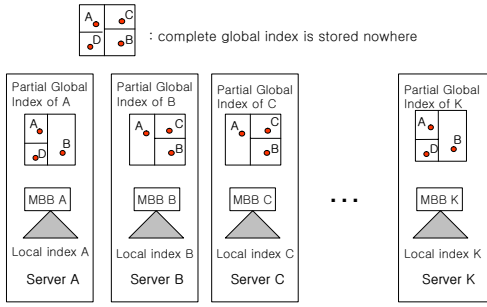 A C
D B
: complete global index is stored nowhere
Partial Global
Index of A
A
B
D
MBB A
Local index A
Server A
Partial Global
Index of B
A C
B
MBB B
Local index B
Server B
Partial Global
Index of C
A C
B
MBB C
Local index C
Server C
...
Partial Global
Index of K
A
B
D
MBB K
Local index K
Server K